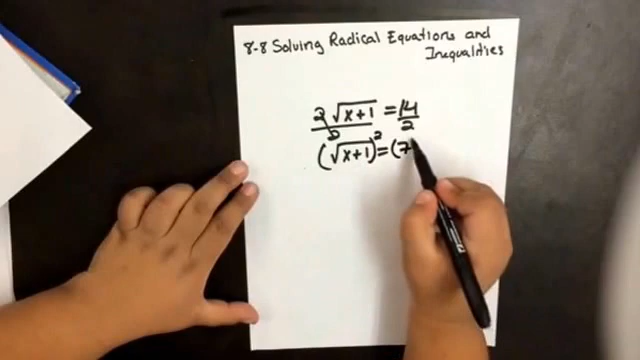 8-8 Solving Radical Equations and
Inequalities
2√x+1 = 14
2 2
(√x+1)² = (7